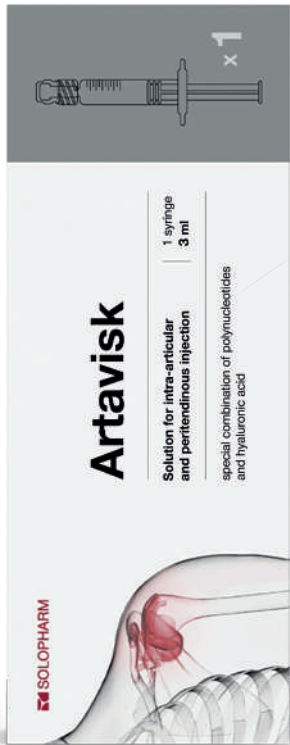 SOLOPHARM
Artavisk
Solution for intra-articular
and peritendinous injection
1 syringe
3 ml
special combination of polynucleotides
and hyaluronic acid
x 1